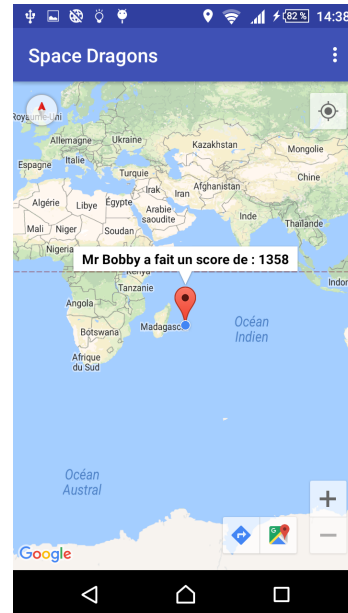 82 % 14:38
Space Dragons
Royaume-Uni
Allemagne Ukraine Kazakhstan Mongolie
Espagne Italie Turquie Chine
Irak Iran Afghanistan
Algérie Libye Égypte Arabie saoudite Inde Thaïlande
Mali Niger Soudan
Nigeria
Mr Bobby a fait un score de : 1358
Kenya
Tanzanie Indon
Angola
Botswana Madagasc
Océan
Indien
Afrique
du Sud
Océan
Austral
Google